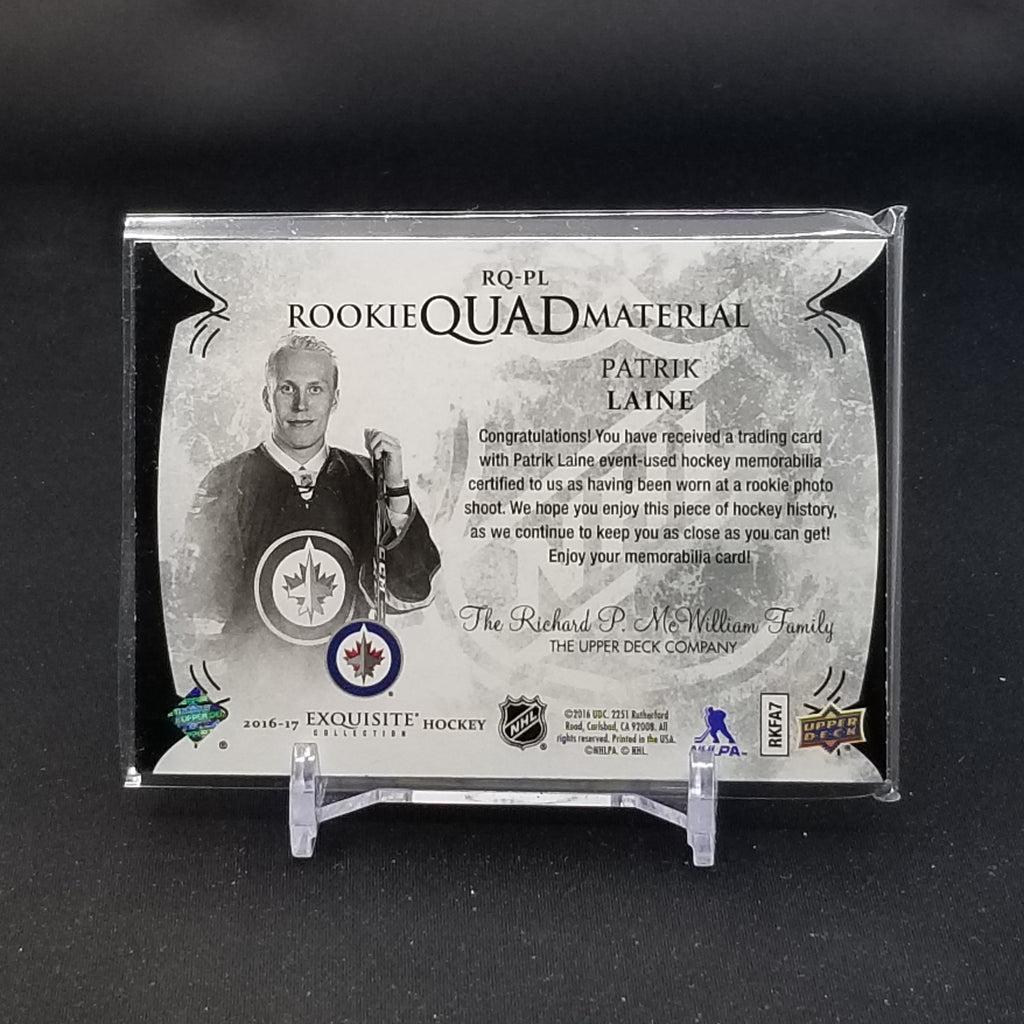 RQ-PL
ROOKIE QUAD MATERIAL
PATRIK
LAINE
Congratulations! You have received a trading card
with Patrik Laine event-used hockey memorabilia
certified to us as having been worn at a rookie photo
shoot. We hope you enjoy this piece of hockey history,
as we continue to keep you as close as you can get!
Enjoy your memorabilia card!
The Richard P. McWilliam Family
THE UPPER DECK COMPANY
CCM
UPPER DECK
2016-17 EXQUISITE® HOCKEY
COLLECTION
NHL
©2016 UDC. 2251 Rutherford
Road, Carlsbad, CA 92008. All
rights reserved. Printed in the USA.
©NHLPA. © NHL.
NHLPA
RKFA7
UPPER
DECK